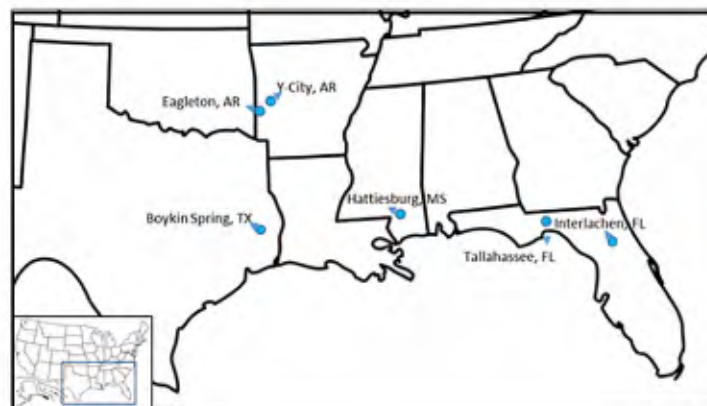 Y-City, AR
Eagleton, AR
Hattiesburg, MS
Boykin Spring, TX
Interlachen, FL
Tallahassee, FL